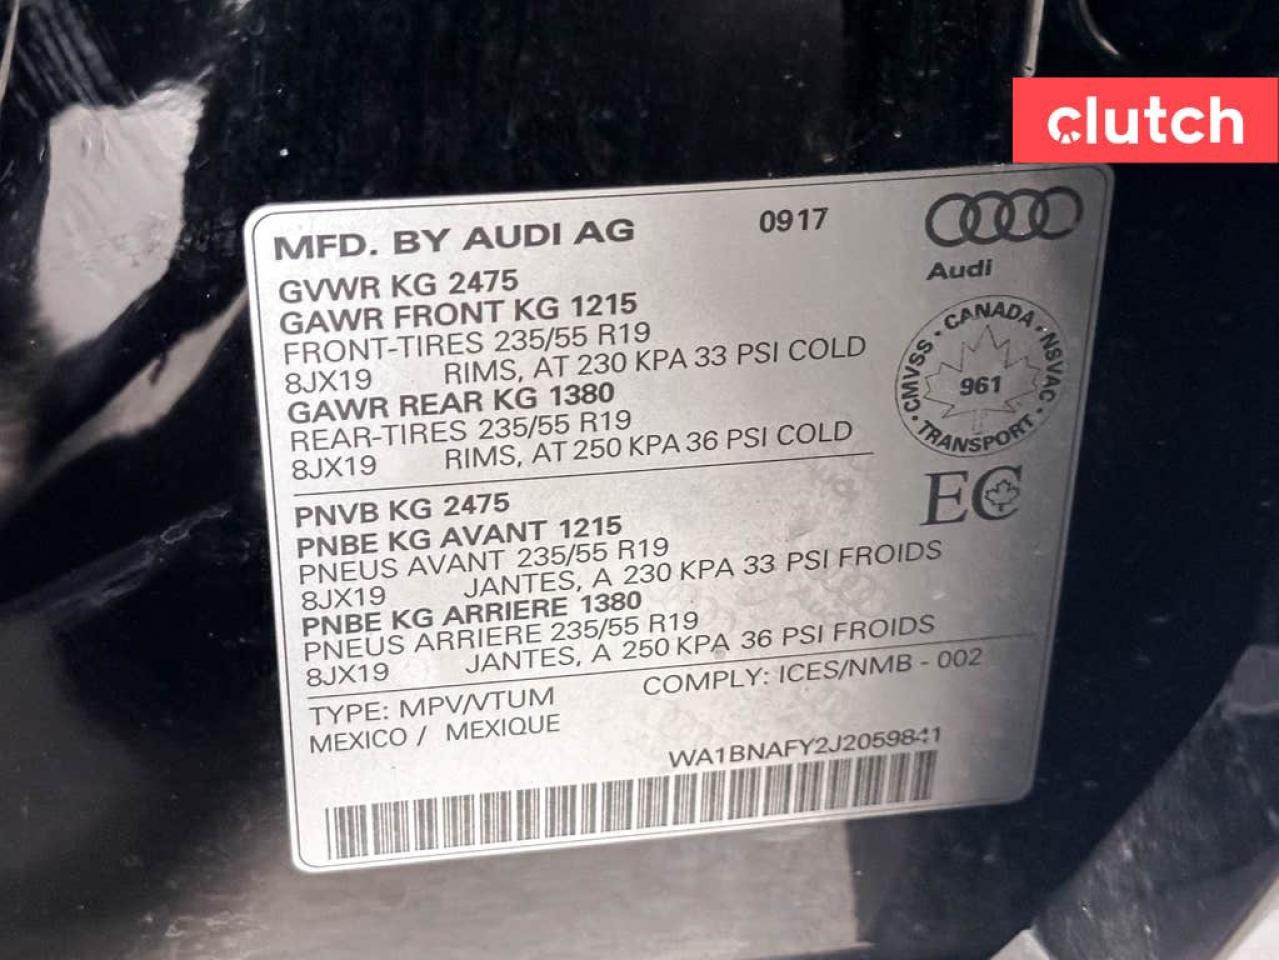 clutch
MFD. BY AUDI AG 0917
Audi
GVWR KG 2475
GAWR FRONT KG 1215
FRONT-TIRES 235/55 R19
8JX19 RIMS, AT 230 KPA 33 PSI COLD
GAWR REAR KG 1380
REAR-TIRES 235/55 R19
8JX19 RIMS, AT 250 KPA 36 PSI COLD
• CANADA • NSVAC • TRANSPORT • CMVSS
961
EC
PNVB KG 2475
PNBE KG AVANT 1215
PNEUS AVANT 235/55 R19
8JX19 JANTES, A 230 KPA 33 PSI FROIDS
PNBE KG ARRIERE 1380
PNEUS ARRIERE 235/55 R19
8JX19 JANTES, A 250 KPA 36 PSI FROIDS
TYPE: MPV/VTUM COMPLY: ICES/NMB - 002
MEXICO / MEXIQUE
WA1BNAFY2J2059841